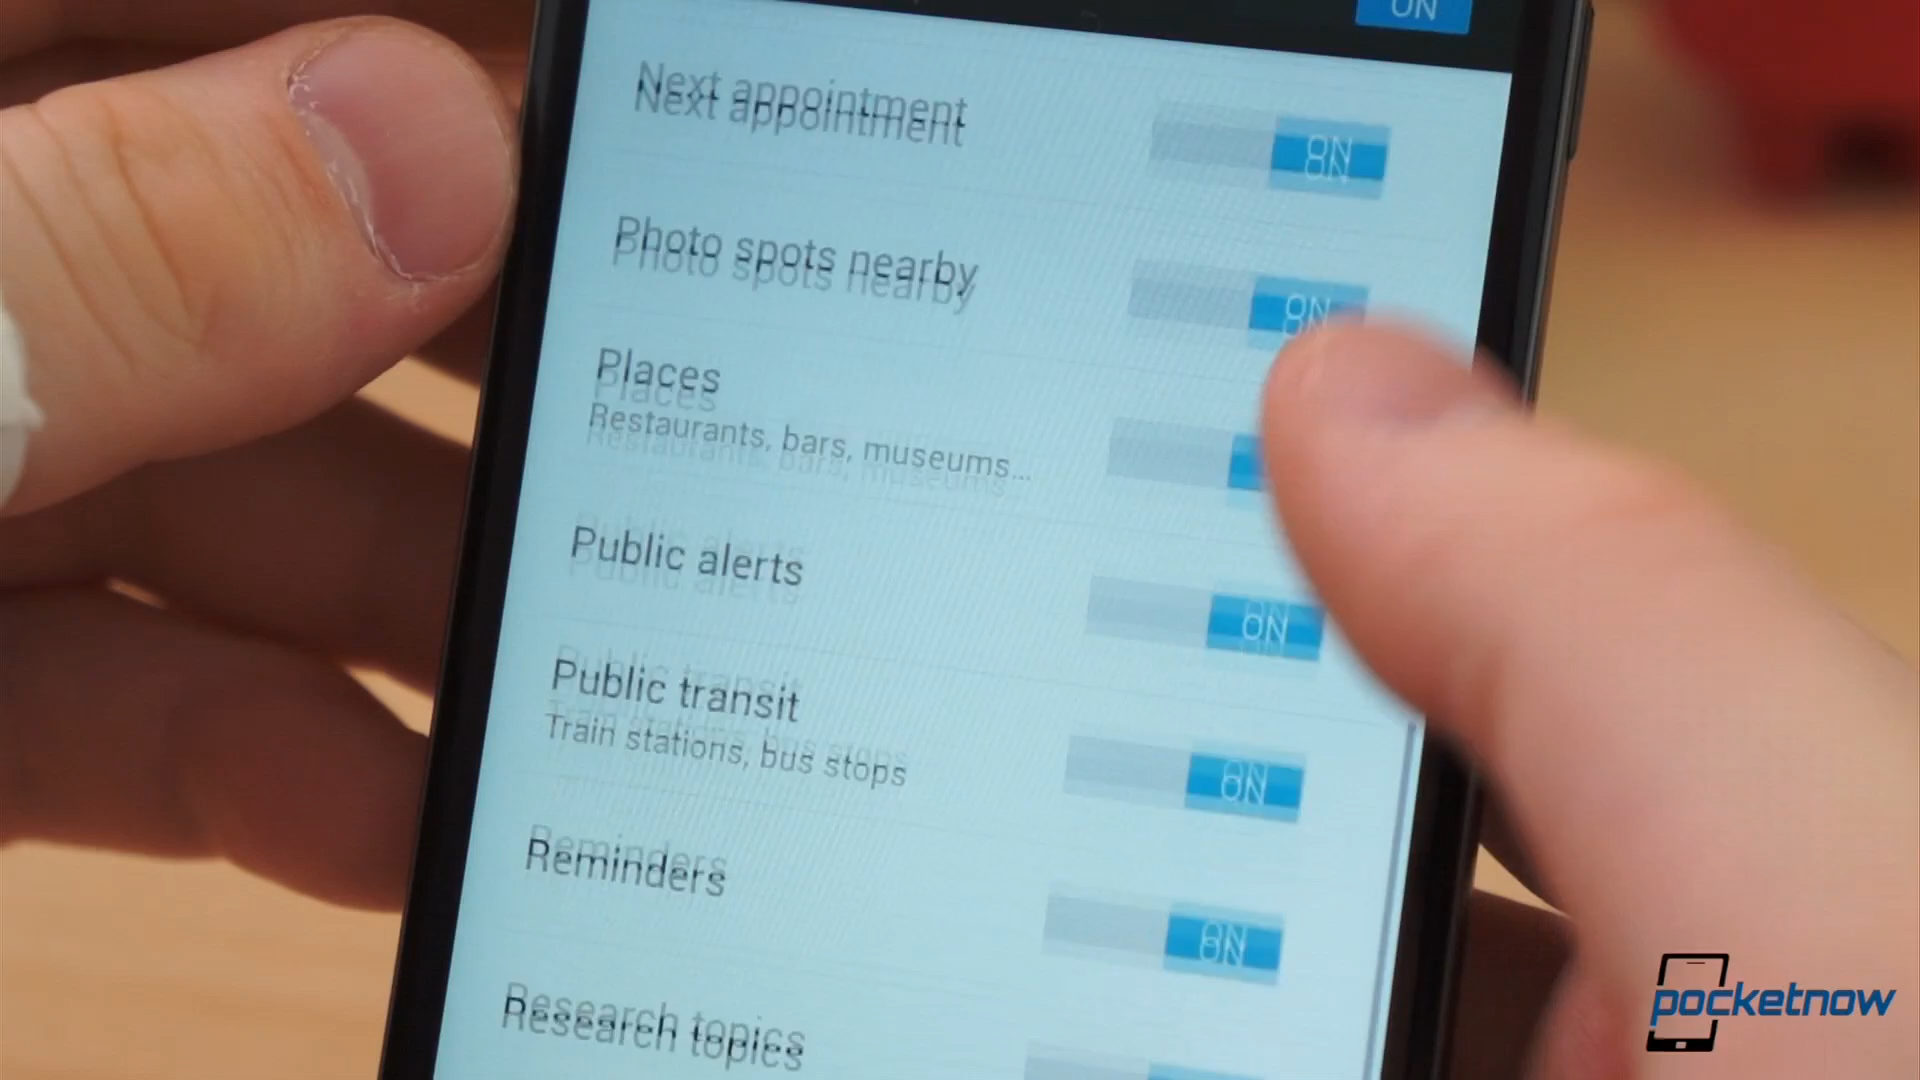 ON
Next appointment
ON
Photo spots nearby
ON
Places
Restaurants, bars, museums...
Public alerts
ON
Public transit
Train stations, bus stops
ON
Reminders
ON
Research topics
pocketnow